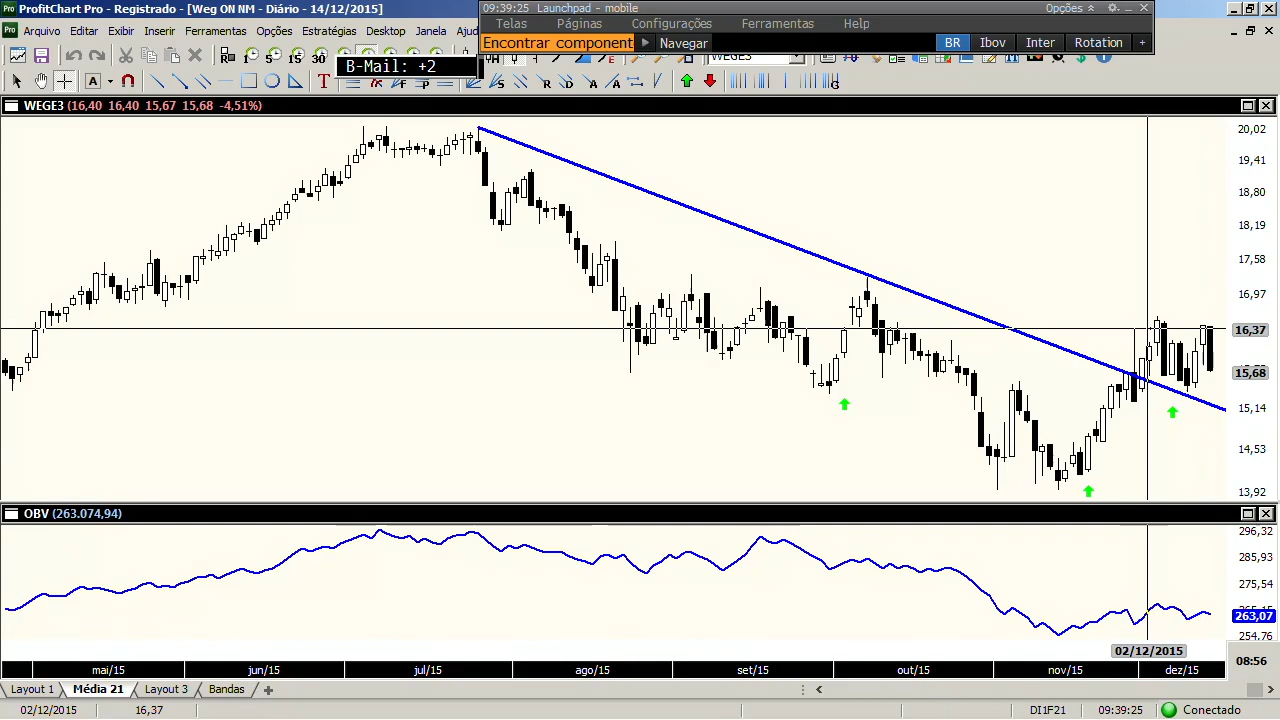 ProfitChart Pro - Registrado - [Weg ON NM - Diário - 14/12/2015]
09:39:25 Launchpad - mobile
Opções
Telas Páginas Configurações Ferramentas Help
Arquivo Editar Exibir Inserir Ferramentas Opções Estratégias Desktop Janela Ajud
Encontrar component Navegar BR Ibov Inter Rotation +
B-Mail: +2
WEGE3
WEGE3 (16,40 16,40 15,67 15,68 -4,51%)
20,02
19,41
18,80
18,19
17,58
16,97
16,37
15,68
15,14
14,53
13,92
OBV (263.074,94)
296,32
285,93
275,54
263,07
254,76
02/12/2015
mai/15 jun/15 jul/15 ago/15 set/15 out/15 nov/15 dez/15
08:56
Layout 1 Média 21 Layout 3 Bandas
02/12/2015 16,37 DI1F21 09:39:25 Conectado